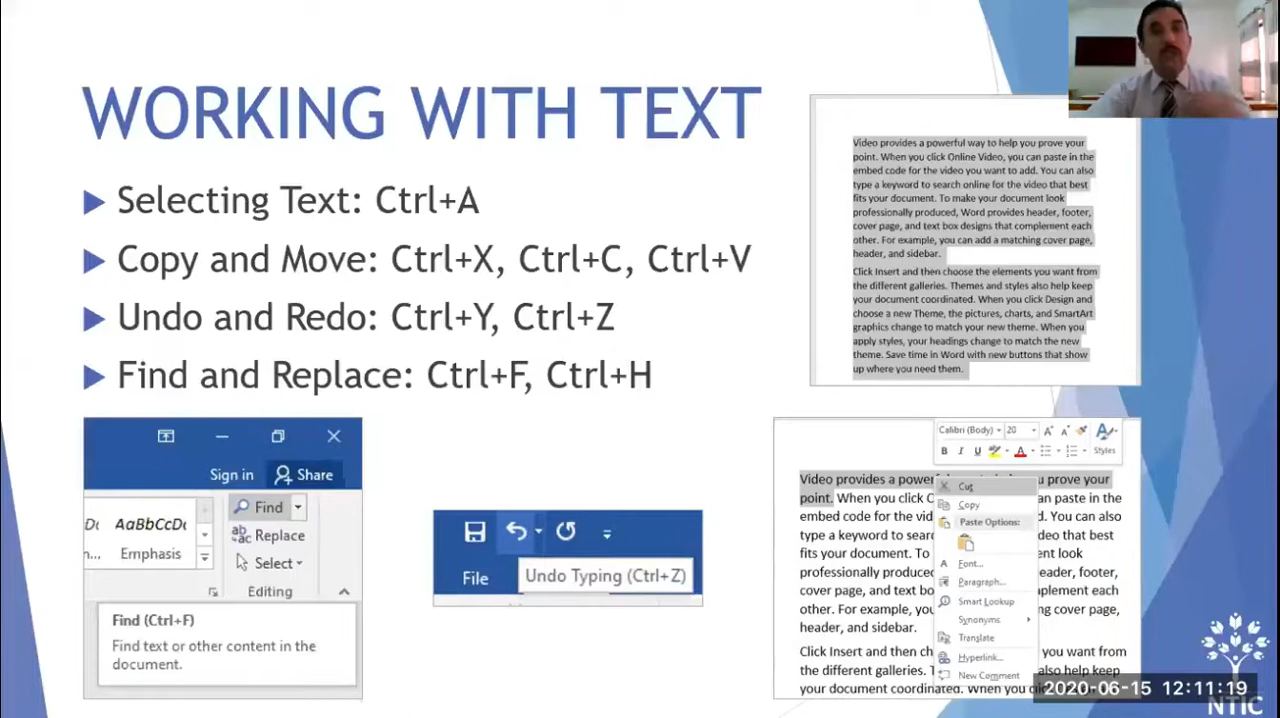 WORKING WITH TEXT
Selecting Text: Ctrl+A
Copy and Move: Ctrl+X, Ctrl+C, Ctrl+V
Undo and Redo: Ctrl+Y, Ctrl+Z
Find and Replace: Ctrl+F, Ctrl+H
Video provides a powerful way to help you prove your
point. When you click Online Video, you can paste in the
embed code for the video you want to add. You can also
type a keyword to search online for the video that best
fits your document. To make your document look
professionally produced, Word provides header, footer,
cover page, and text box designs that complement each
other. For example, you can add a matching cover page,
header, and sidebar.
Click Insert and then choose the elements you want from
the different galleries. Themes and styles also help keep
your document coordinated. When you click Design and
choose a new Theme, the pictures, charts, and SmartArt
graphics change to match your new theme. When you
apply styles, your headings change to match the new
theme. Save time in Word with new buttons that show
up where you need them.
Sign in Share
AaBbCcDc
Emphasis
Find
Replace
Select
Editing
Find (Ctrl+F)
Find text or other content in the
document.
File
Undo Typing (Ctrl+Z)
Calibri (Body) 20
B I U A Styles
Video provides a power u prove your
point. When you click O an paste in the
embed code for the vid d. You can also
type a keyword to sear video that best
fits your document. To ent look
professionally produce eader, footer,
cover page, and text bo mplement each
other. For example, you ng cover page,
header, and sidebar.
Click Insert and then ch you want from
the different galleries. T also help keep
your document coordinated. When you
Cut
Copy
Paste Options:
Font...
Paragraph...
Smart Lookup
Synonyms
Translate
Hyperlink...
New Comment
2020-06-15 12:11:19
NTIC